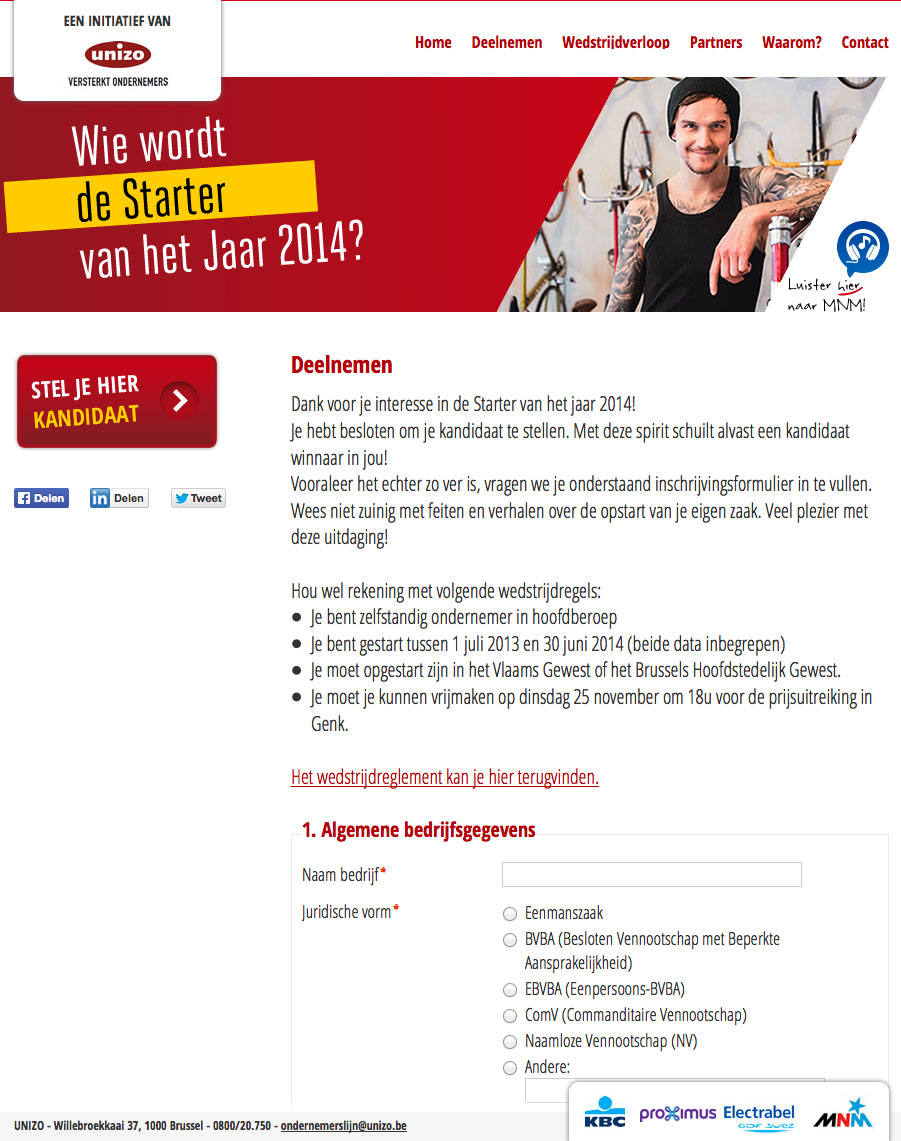 EEN INITIATIEF VAN
unizo
VERSTERKT ONDERNEMERS
Home Deelnemen Wedstrijdverloop Partners Waarom? Contact
Wie wordt
de Starter
van het Jaar 2014?
Luister hier
naar MNM!
STEL JE HIER
KANDIDAAT
Delen Delen Tweet
Deelnemen
Dank voor je interesse in de Starter van het jaar 2014!
Je hebt besloten om je kandidaat te stellen. Met deze spirit schuilt alvast een kandidaat
winnaar in jou!
Vooraleer het echter zo ver is, vragen we je onderstaand inschrijvingsformulier in te vullen.
Wees niet zuinig met feiten en verhalen over de opstart van je eigen zaak. Veel plezier met
deze uitdaging!
Hou wel rekening met volgende wedstrijdregels:
● Je bent zelfstandig ondernemer in hoofdberoep
● Je bent gestart tussen 1 juli 2013 en 30 juni 2014 (beide data inbegrepen)
● Je moet opgestart zijn in het Vlaams Gewest of het Brussels Hoofdstedelijk Gewest.
● Je moet je kunnen vrijmaken op dinsdag 25 november om 18u voor de prijsuitreiking in
Genk.
Het wedstrijdreglement kan je hier terugvinden.
1. Algemene bedrijfsgegevens
Naam bedrijf*
Juridische vorm*
Eenmanszaak
BVBA (Besloten Vennootschap met Beperkte
Aansprakelijkheid)
EBVBA (Eenpersoons-BVBA)
ComV (Commanditaire Vennootschap)
Naamloze Vennootschap (NV)
Andere:
KBC proximus Electrabel MNM
GDF SUEZ
UNIZO - Willebroekkaai 37, 1000 Brussel - 0800/20.750 - ondernemerslijn@unizo.be